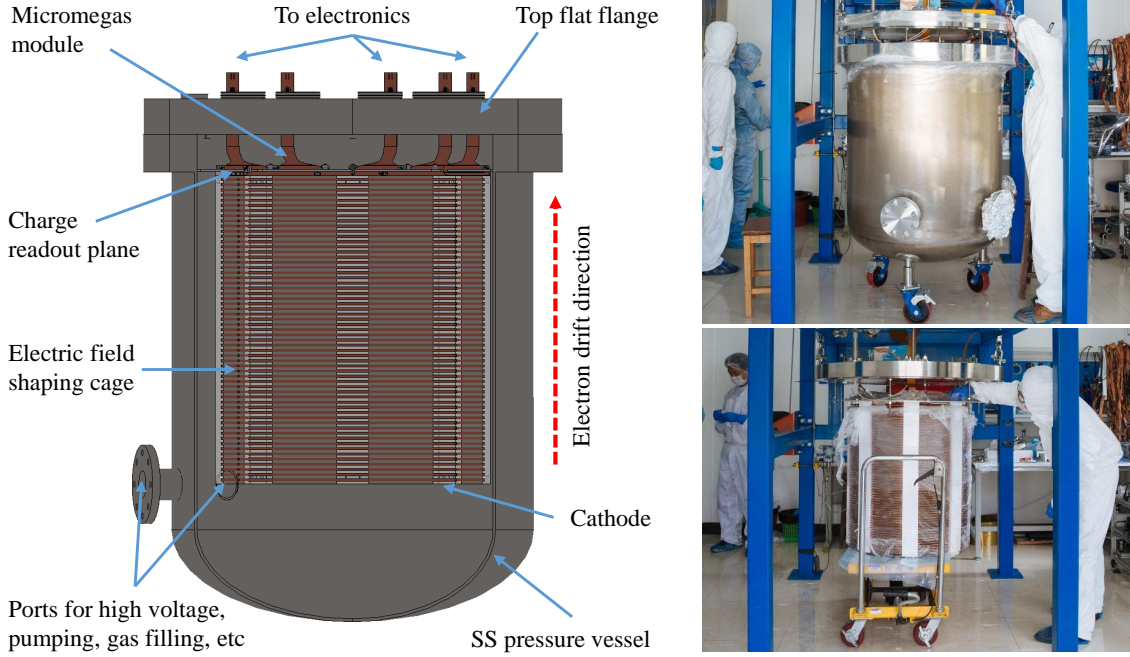 Micromegas
module
To electronics
Top flat flange
Charge
readout plane
Electric field
shaping cage
Electron drift direction
Cathode
Ports for high voltage,
pumping, gas filling, etc
SS pressure vessel